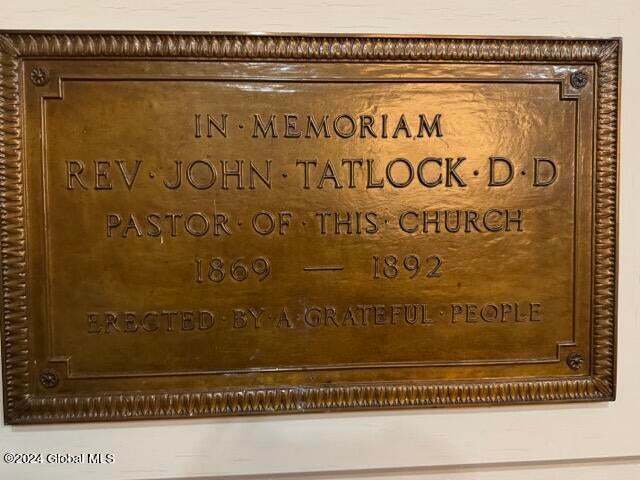 IN · MEMORIAM
REV · JOHN · TATLOCK · D · D
PASTOR · OF · THIS · CHURCH
1869 — 1892
ERECTED · BY · A · GRATEFUL · PEOPLE
©2024 Global MLS